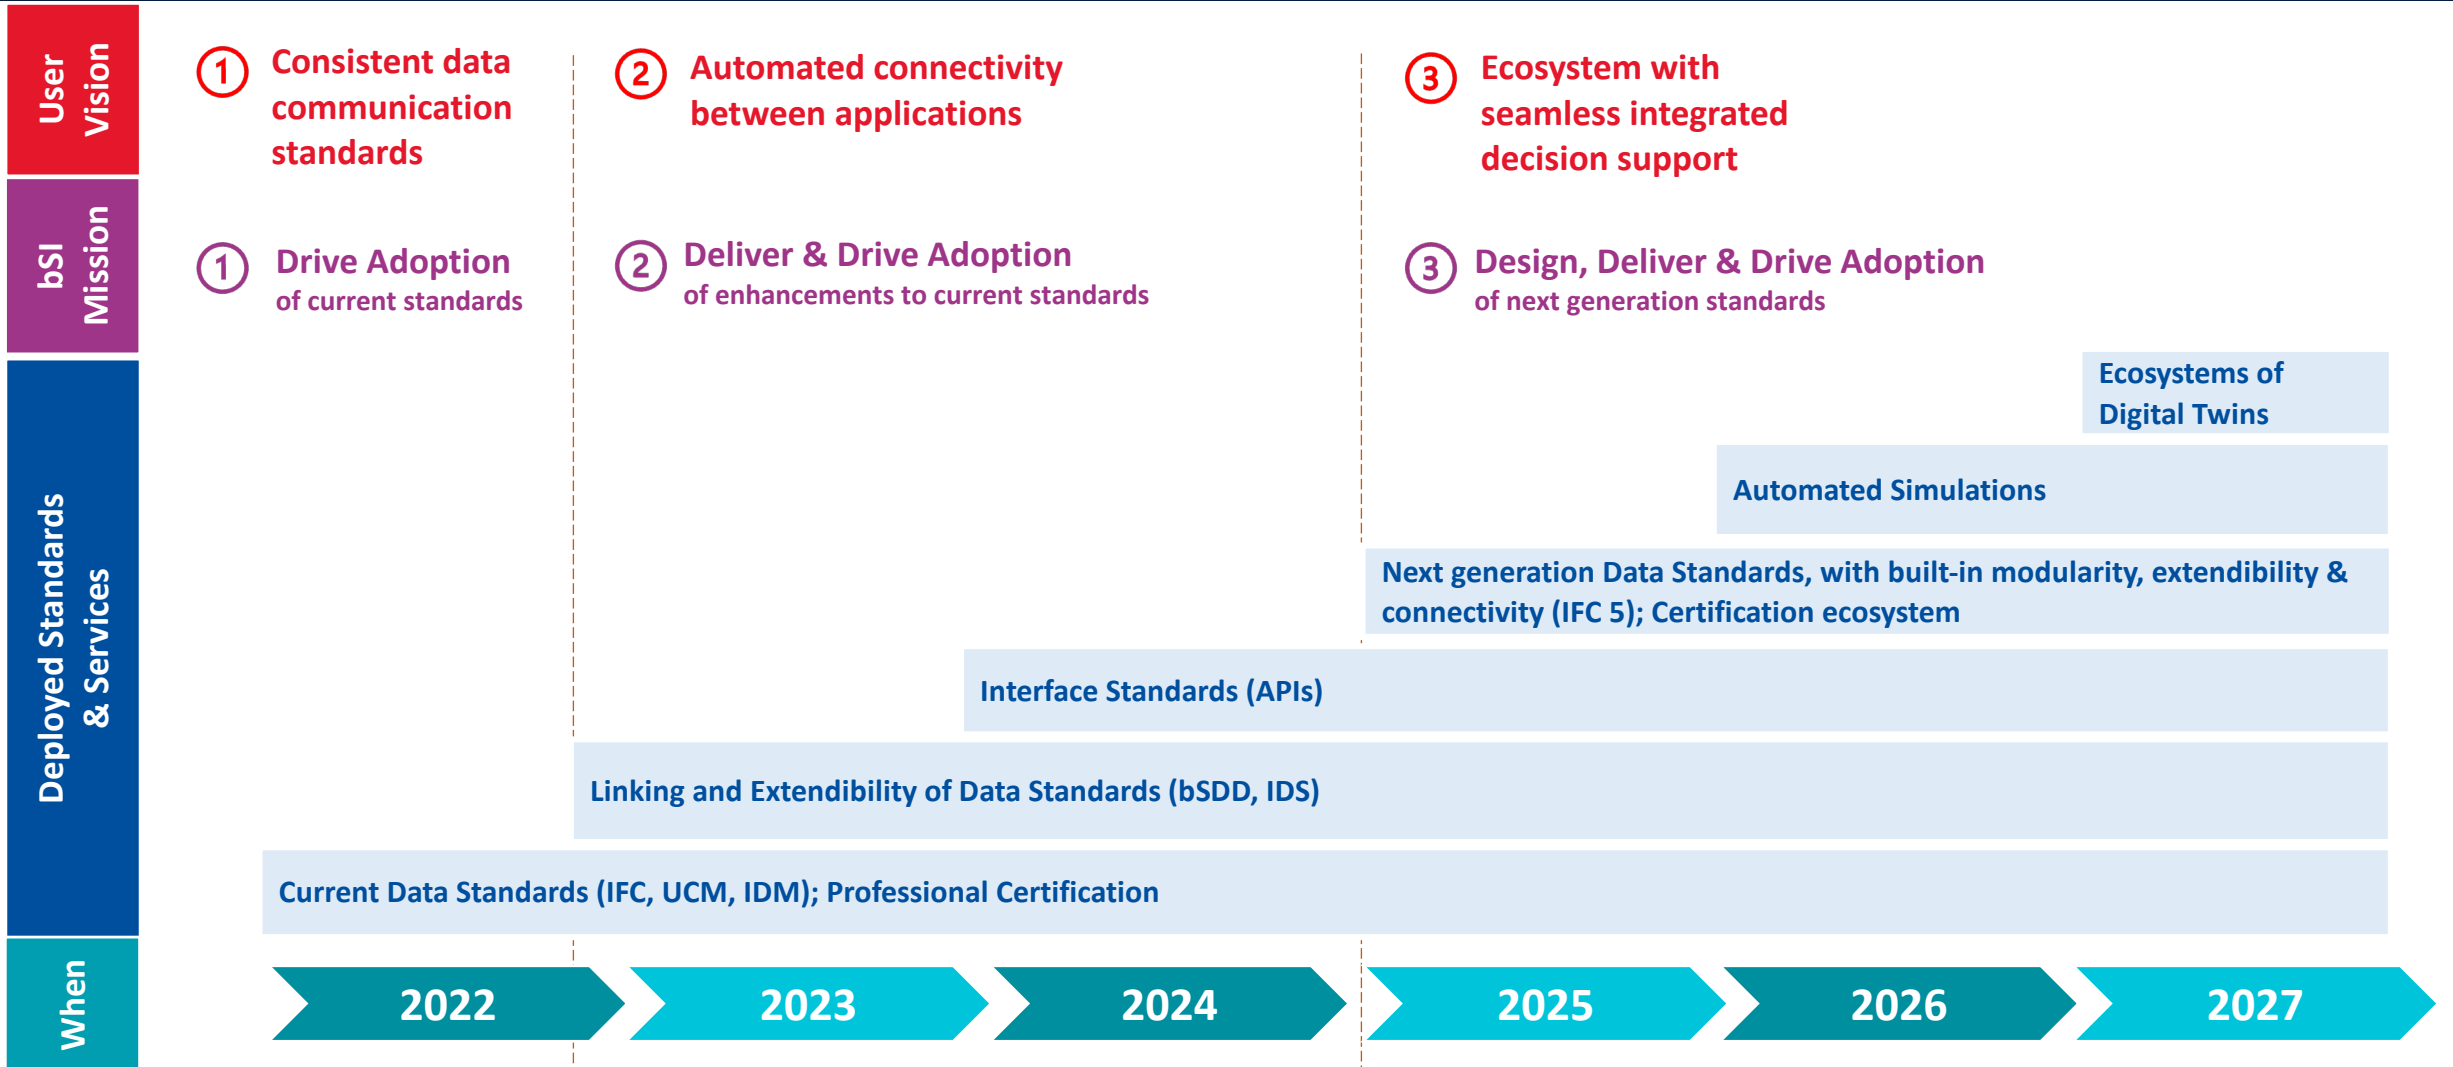 User
Vision
1
Consistent data
communication
standards
2
Automated connectivity
between applications
3
Ecosystem with
seamless integrated
decision support
bSI
Mission
1
Drive Adoption
of current standards
2
Deliver & Drive Adoption
of enhancements to current standards
3
Design, Deliver & Drive Adoption
of next generation standards
Deployed Standards
& Services
Ecosystems of
Digital Twins
Automated Simulations
Next generation Data Standards, with built-in modularity, extendibility &
connectivity (IFC 5); Certification ecosystem
Interface Standards (APIs)
Linking and Extendibility of Data Standards (bSDD, IDS)
Current Data Standards (IFC, UCM, IDM); Professional Certification
When
2022
2023
2024
2025
2026
2027